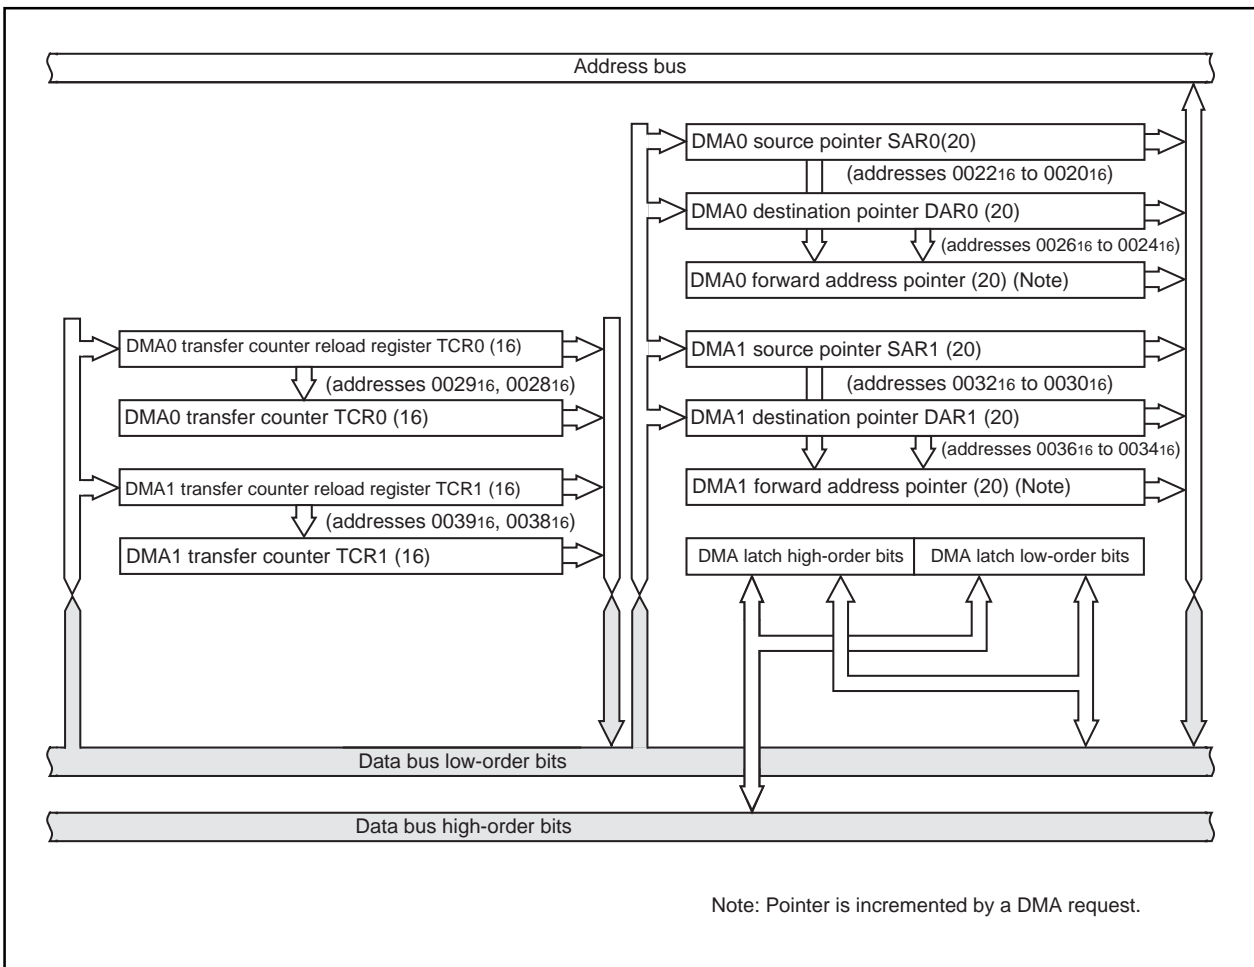 Address bus
DMA0 source pointer SAR0(20)
(addresses 0022₁₆ to 0020₁₆)
DMA0 destination pointer DAR0 (20)
(addresses 0026₁₆ to 0024₁₆)
DMA0 forward address pointer (20) (Note)
DMA0 transfer counter reload register TCR0 (16)
(addresses 0029₁₆, 0028₁₆)
DMA0 transfer counter TCR0 (16)
DMA1 transfer counter reload register TCR1 (16)
(addresses 0039₁₆, 0038₁₆)
DMA1 transfer counter TCR1 (16)
DMA1 source pointer SAR1 (20)
(addresses 0032₁₆ to 0030₁₆)
DMA1 destination pointer DAR1 (20)
(addresses 0036₁₆ to 0034₁₆)
DMA1 forward address pointer (20) (Note)
DMA latch high-order bits
DMA latch low-order bits
Data bus low-order bits
Data bus high-order bits
Note: Pointer is incremented by a DMA request.